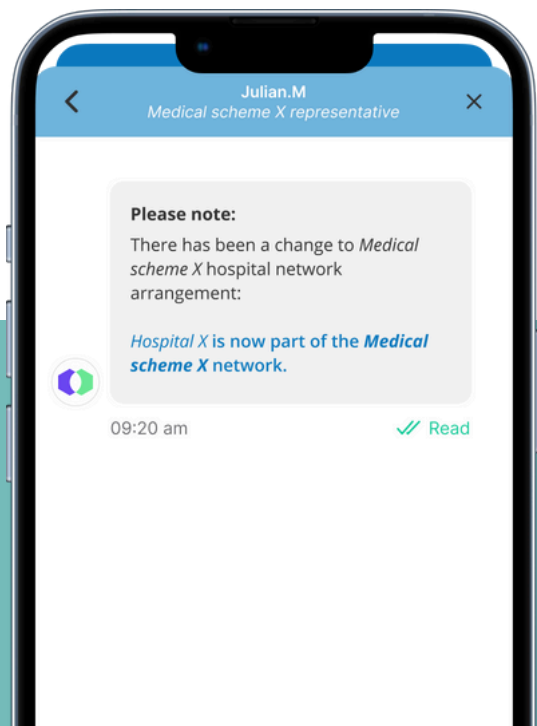 Julian.M
Medical scheme X representative
Please note:
There has been a change to Medical
scheme X hospital network
arrangement:
Hospital X is now part of the Medical
scheme X network.
09:20 am
Read